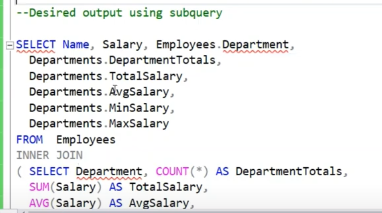 --Desired output using subquery
SELECT Name, Salary, Employees.Department,
Departments.DepartmentTotals,
Departments.TotalSalary,
Departments.AvgSalary,
Departments.MinSalary,
Departments.MaxSalary
FROM Employees
INNER JOIN
( SELECT Department, COUNT(*) AS DepartmentTotals,
SUM(Salary) AS TotalSalary,
AVG(Salary) AS AvgSalary,